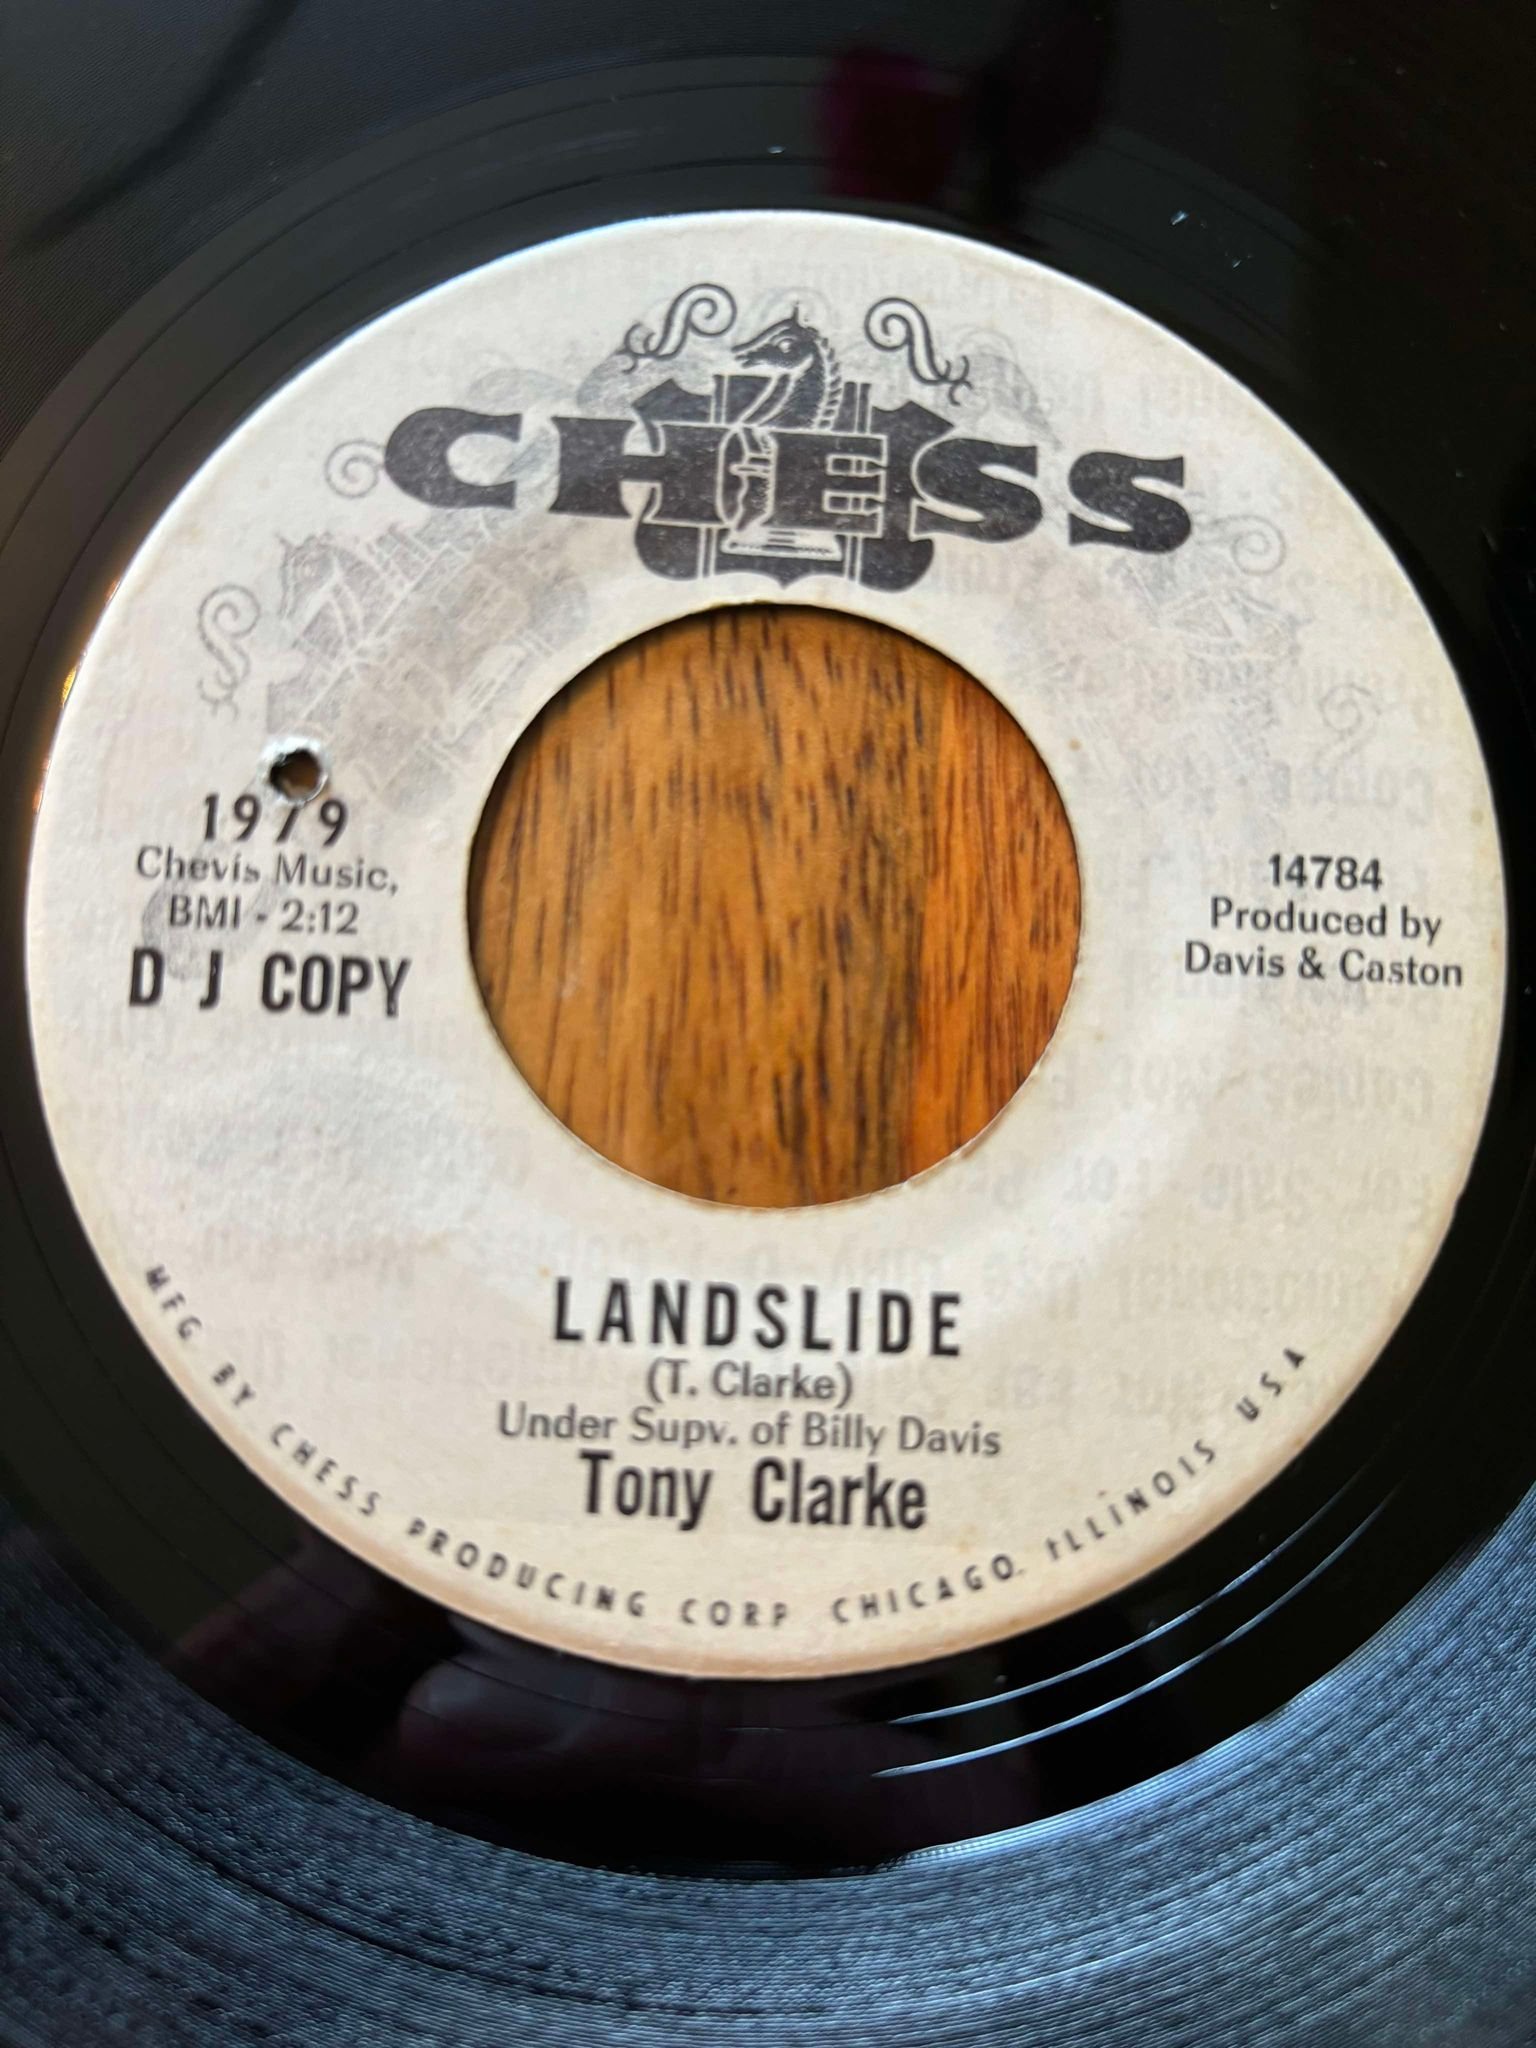 CHESS
1979
Chevis Music,
BMI - 2:12
D J COPY
14784
Produced by
Davis & Caston
LANDSLIDE
(T. Clarke)
Under Supv. of Billy Davis
Tony Clarke
MFG BY CHESS PRODUCING CORP CHICAGO, ILLINOIS USA